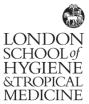 LONDON
SCHOOL of
HYGIENE
&TROPICAL
MEDICINE